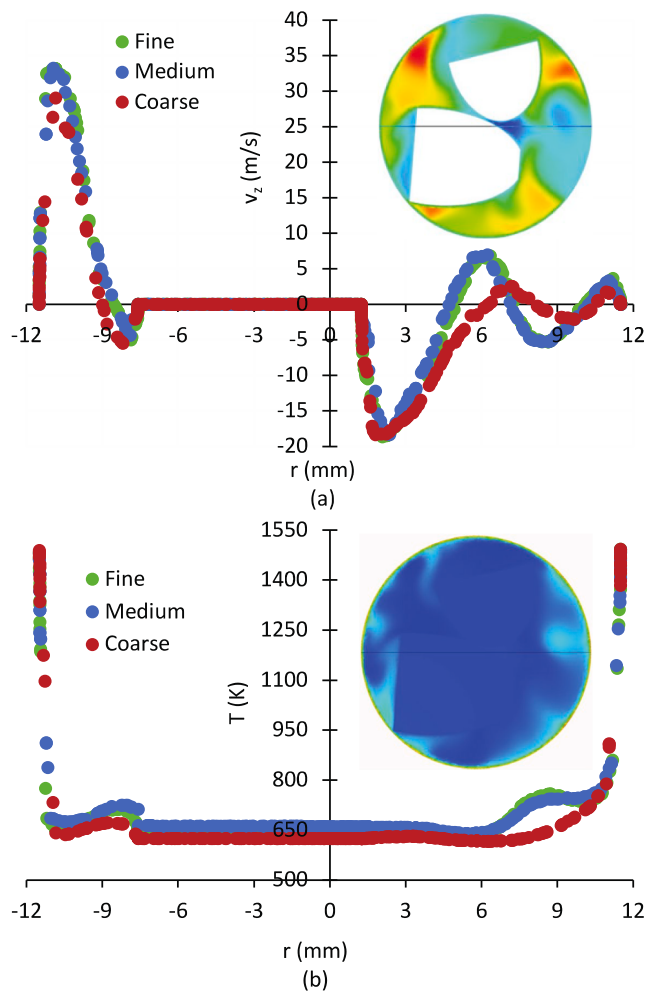 40
Fine
35
Medium
30
Coarse
25
20
v_z (m/s)
15
10
5
0
-12 -9 -6 -3 3 6 9 12
-5
-10
-15
-20
r (mm)
(a)
1550
Fine
1400
Medium
1250
Coarse
1100
T (K)
950
800
650
500
-12 -9 -6 -3 0 3 6 9 12
r (mm)
(b)